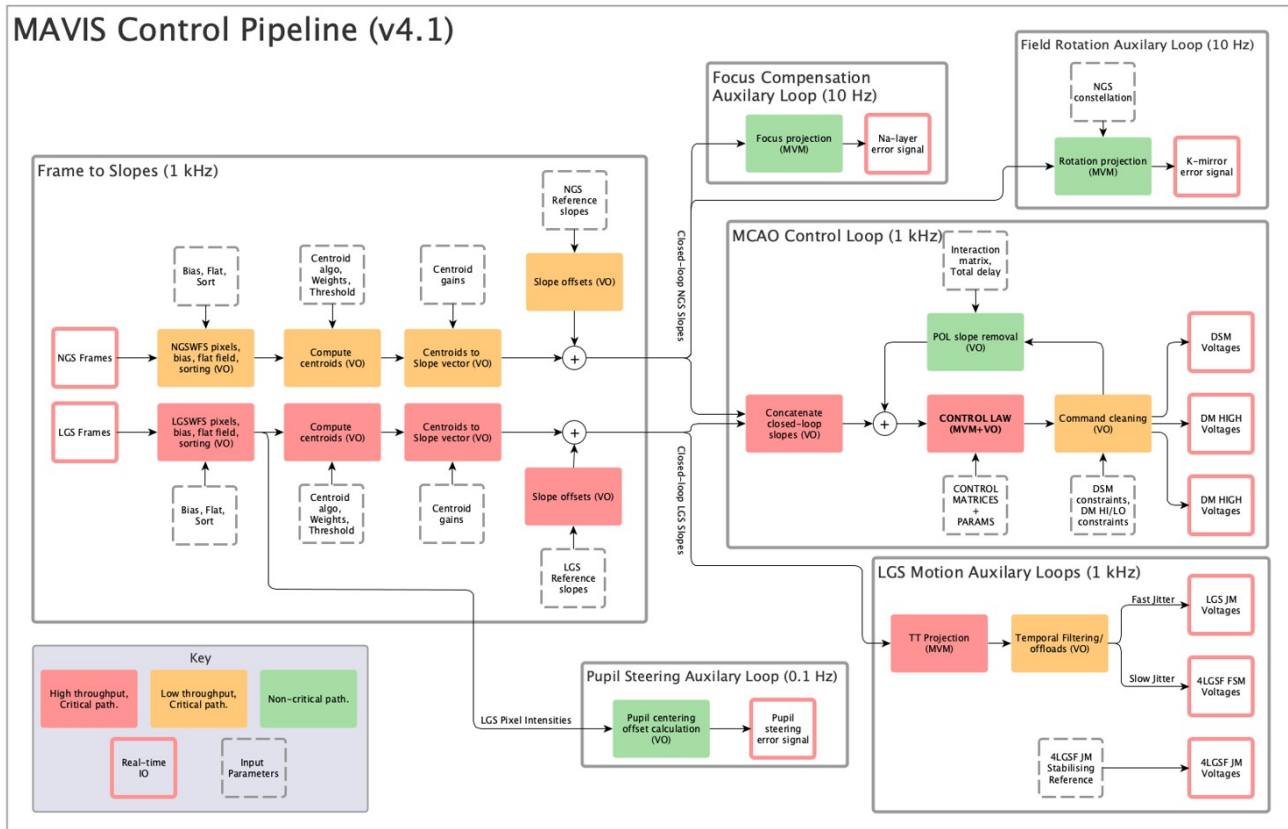 MAVIS Control Pipeline (v4.1)
Frame to Slopes (1 kHz)
NGS
Reference
slopes
Bias, Flat,
Sort
Centroid
algo,
Weights,
Threshold
Centroid
gains
Slope offsets (VO)
NGS Frames
NGSWFS pixels,
bias, flat field,
sorting (VO)
Compute
centroids (VO)
Centroids to
Slope vector (VO)
+
LGS Frames
LGSWFS pixels,
bias, flat field,
sorting (VO)
Compute
centroids (VO)
Centroids to
Slope vector (VO)
+
Bias, Flat,
Sort
Centroid
algo,
Weights,
Threshold
Centroid
gains
Slope offsets (VO)
LGS
Reference
slopes
Closed-loop NGS Slopes
Closed-loop LGS Slopes
Focus Compensation
Auxilary Loop (10 Hz)
Focus projection
(MVM)
Na-layer
error signal
Field Rotation Auxilary Loop (10 Hz)
NGS
constellation
Rotation projection
(MVM)
K-mirror
error signal
MCAO Control Loop (1 kHz)
Interaction
matrix,
Total delay
POL slope removal
(VO)
Concatenate
closed-loop
slopes (VO)
+
CONTROL LAW
(MVM+VO)
Command cleaning
(VO)
CONTROL
MATRICES
+
PARAMS
DSM
constraints,
DM HI/LO
constraints
DSM
Voltages
DM HIGH
Voltages
DM HIGH
Voltages
LGS Motion Auxilary Loops (1 kHz)
TT Projection
(MVM)
Temporal Filtering/
offloads (VO)
Fast Jitter
LGS JM
Voltages
Slow Jitter
4LGSF FSM
Voltages
4LGSF JM
Stabilising
Reference
4LGSF JM
Voltages
LGS Pixel Intensities
Pupil Steering Auxilary Loop (0.1 Hz)
Pupil centering
offset calculation
(VO)
Pupil
steering
error signal
Key
High throughput,
Critical path.
Low throughput,
Critical path.
Non-critical path.
Real-time
IO
Input
Parameters